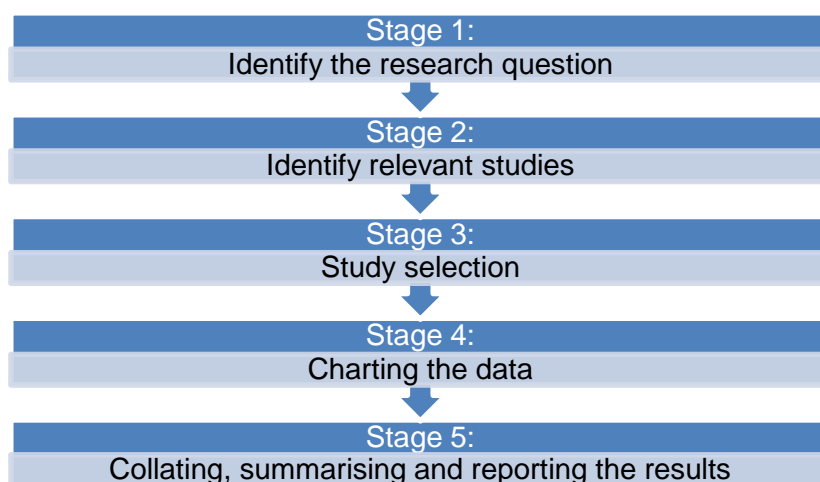 Stage 1:
Identify the research question
Stage 2:
Identify relevant studies
Stage 3:
Study selection
Stage 4:
Charting the data
Stage 5:
Collating, summarising and reporting the results